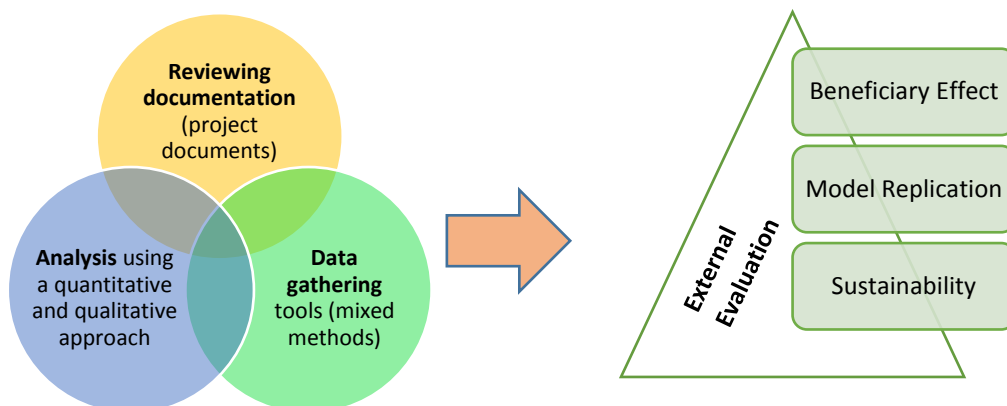 Reviewing
documentation
(project
documents)
Analysis using
a quantitative
and qualitative
approach
Data
gathering
tools (mixed
methods)
External
Evaluation
Beneficiary Effect
Model Replication
Sustainability